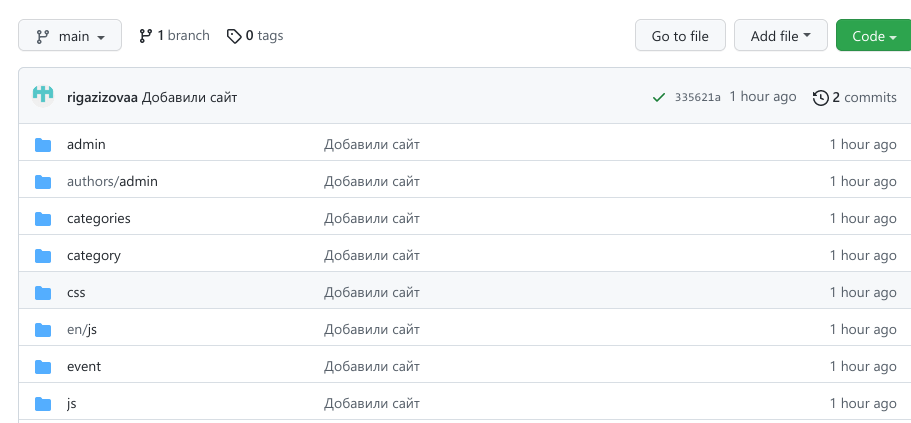 main 1 branch 0 tags Go to file Add file Code
rigazizovaa Добавили сайт 335621a 1 hour ago 2 commits
admin Добавили сайт 1 hour ago
authors/admin Добавили сайт 1 hour ago
categories Добавили сайт 1 hour ago
category Добавили сайт 1 hour ago
css Добавили сайт 1 hour ago
en/js Добавили сайт 1 hour ago
event Добавили сайт 1 hour ago
js Добавили сайт 1 hour ago